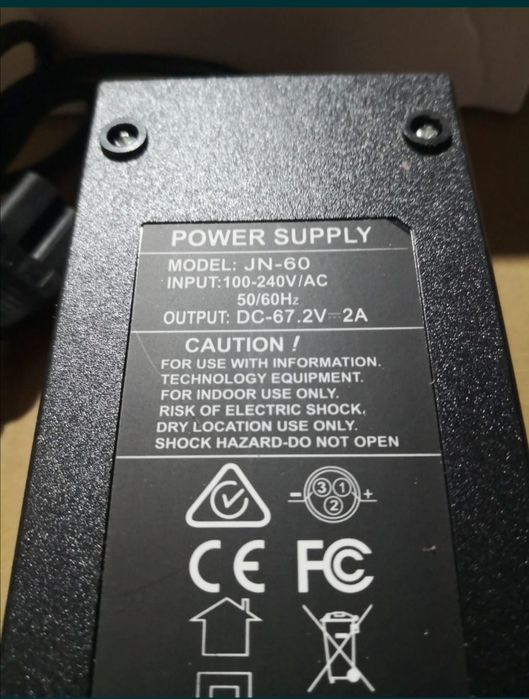 POWER SUPPLY
MODEL: JN-60
INPUT:100-240V/AC
50/60Hz
OUTPUT: DC-67.2V⎓2A
CAUTION !
FOR USE WITH INFORMATION.
TECHNOLOGY EQUIPMENT.
FOR INDOOR USE ONLY.
RISK OF ELECTRIC SHOCK,
DRY LOCATION USE ONLY.
SHOCK HAZARD-DO NOT OPEN
- 3 1 +
2
CE FC